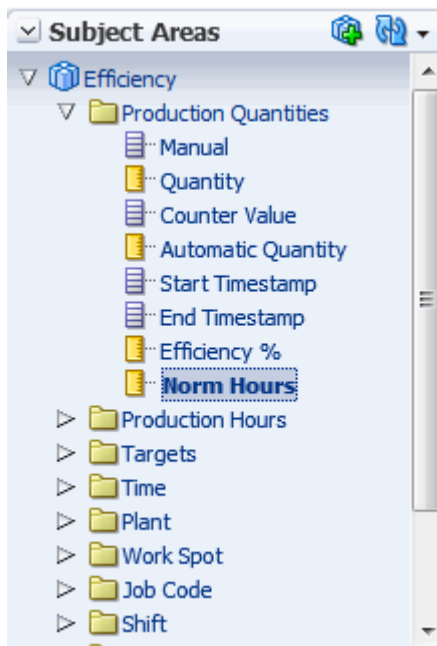 Subject Areas
Efficiency
Production Quantities
Manual
Quantity
Counter Value
Automatic Quantity
Start Timestamp
End Timestamp
Efficiency %
Norm Hours
Production Hours
Targets
Time
Plant
Work Spot
Job Code
Shift